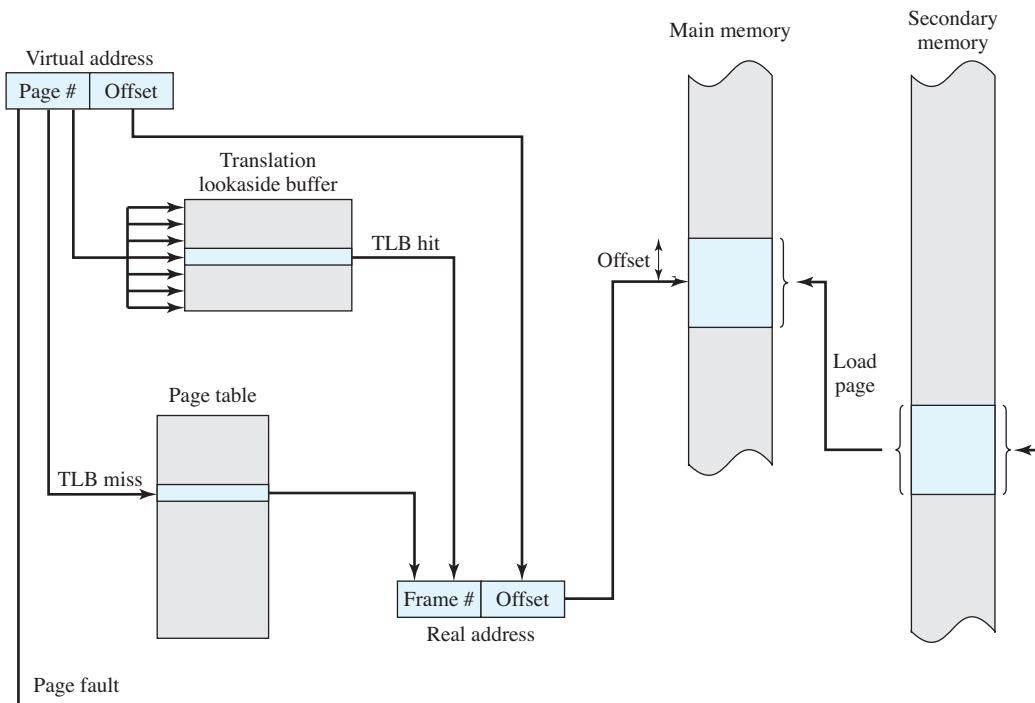 Main memory
Secondary
memory
Virtual address
Page #
Offset
Translation
lookaside buffer
TLB hit
Offset
Load
page
Page table
TLB miss
Frame #
Offset
Real address
Page fault